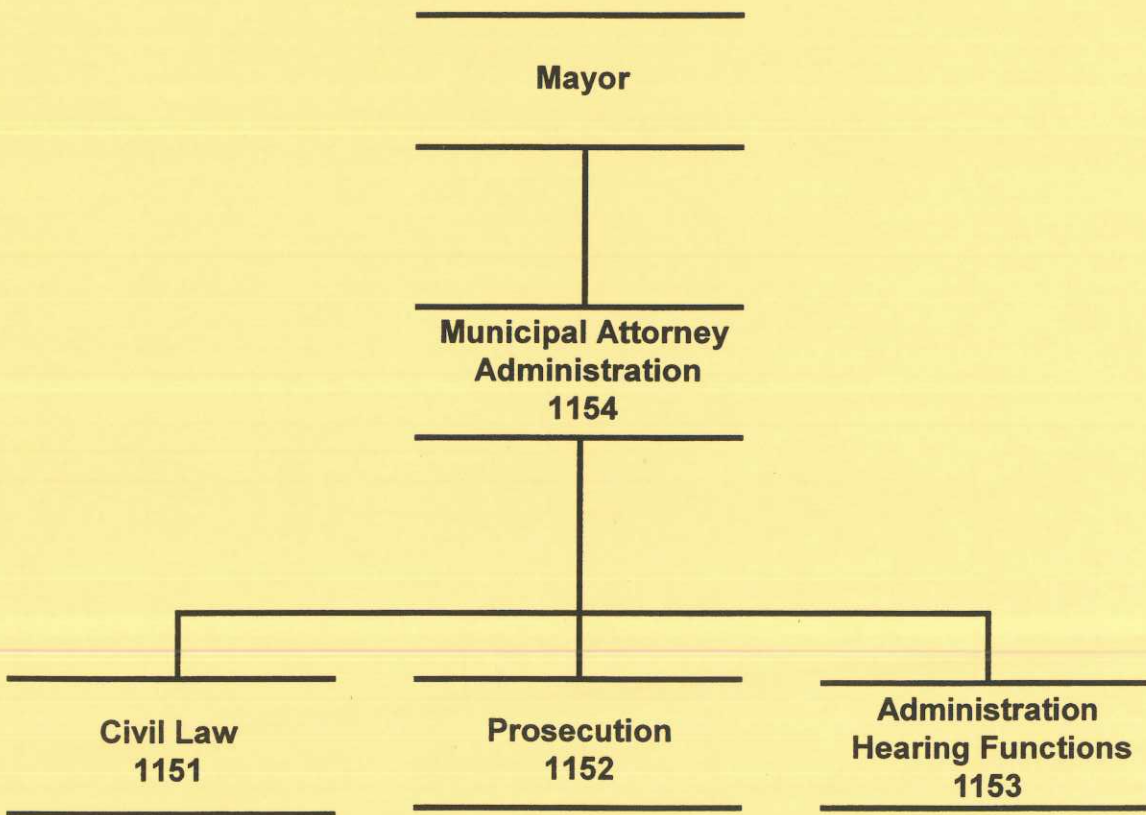 Mayor
Municipal Attorney
Administration
1154
Civil Law
1151
Prosecution
1152
Administration
Hearing Functions
1153